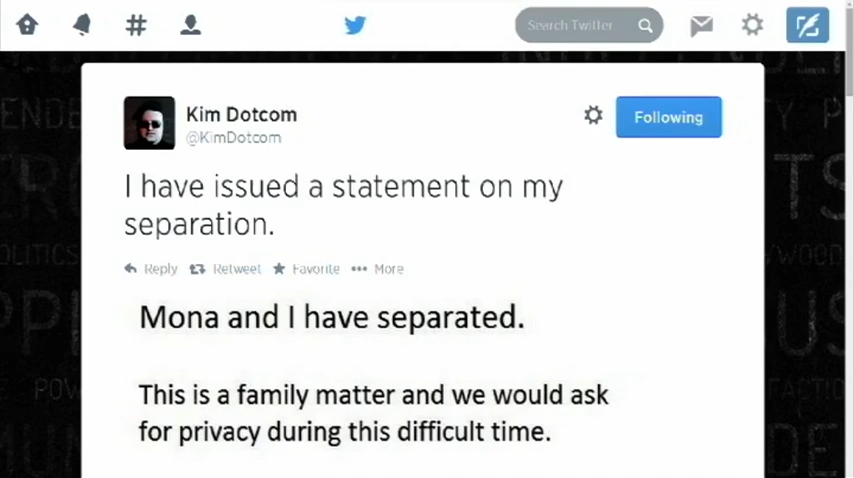 Search Twitter
Kim Dotcom
@KimDotcom
Following
I have issued a statement on my
separation.
Reply Retweet Favorite More
Mona and I have separated.
This is a family matter and we would ask
for privacy during this difficult time.